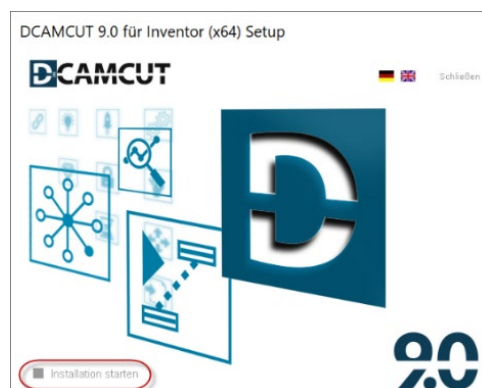 DCAMCUT 9.0 für Inventor (x64) Setup
DCAMCUT
Schließen
D
Installation starten
9.0